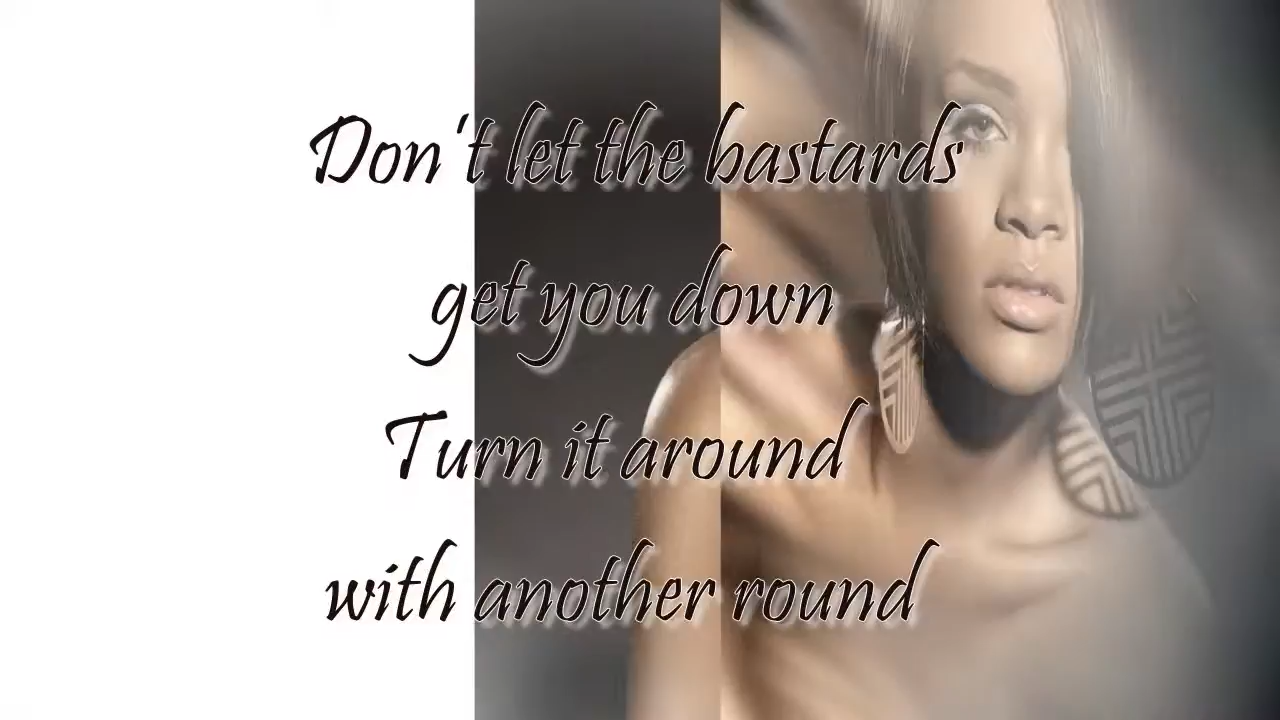 Don't let the bastards
get you down
Turn it around
with another round